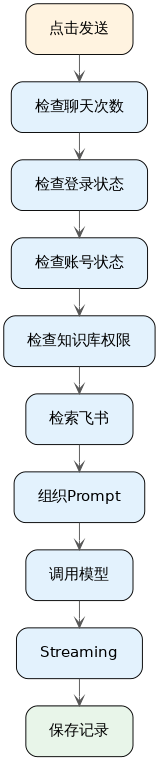 点击发送
检查聊天次数
检查登录状态
检查账号状态
检查知识库权限
检索飞书
组织Prompt
调用模型
Streaming
保存记录